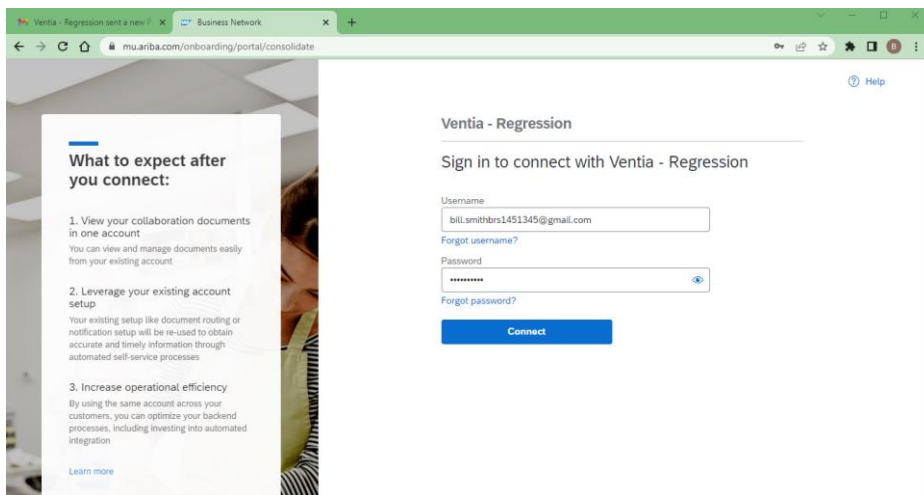 Ventia - Regression sent a new P
Business Network
mu.ariba.com/onboarding/portal/consolidate
B
Help
What to expect after
you connect:
1. View your collaboration documents
in one account
You can view and manage documents easily
from your existing account
2. Leverage your existing account
setup
Your existing setup like document routing or
notification setup will be re-used to obtain
accurate and timely information through
automated self-service processes
3. Increase operational efficiency
By using the same account across your
customers, you can optimize your backend
processes, including investing into automated
integration
Learn more
Ventia - Regression
Sign in to connect with Ventia - Regression
Username
bill.smithbrs1451345@gmail.com
Forgot username?
Password
••••••••••
Forgot password?
Connect